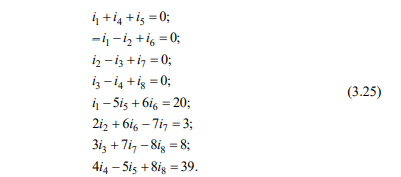 i₁ + i₄ + i₅ = 0;
−i₁ − i₂ + i₆ = 0;
i₂ − i₃ + i₇ = 0;
i₃ − i₄ + i₈ = 0;
i₁ − 5i₅ + 6i₆ = 20;
(3.25)
2i₂ + 6i₆ − 7i₇ = 3;
3i₃ + 7i₇ − 8i₈ = 8;
4i₄ − 5i₅ + 8i₈ = 39.